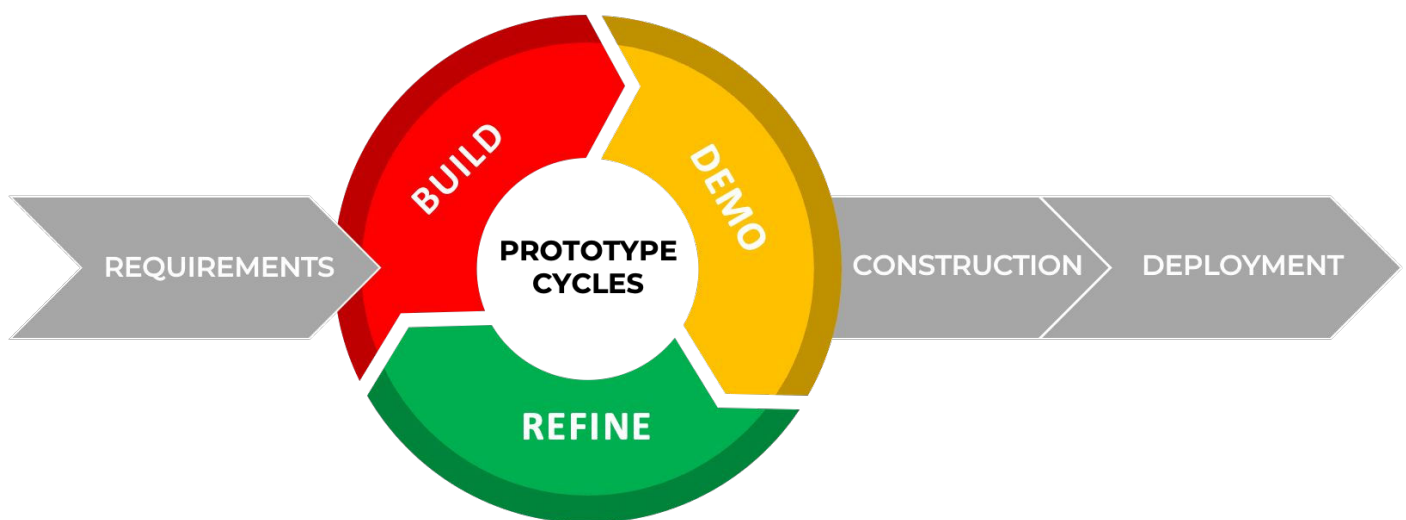 REQUIREMENTS
BUILD
DEMO
REFINE
PROTOTYPE
CYCLES
CONSTRUCTION
DEPLOYMENT